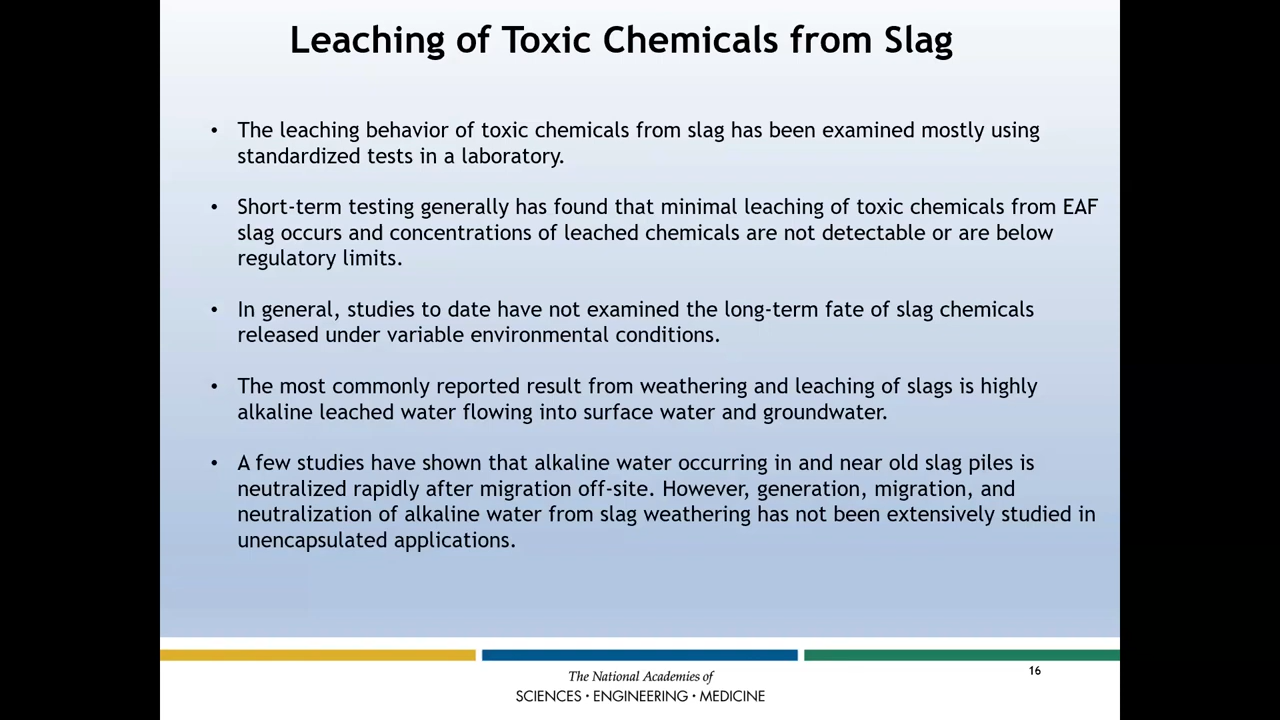 Leaching of Toxic Chemicals from Slag
• The leaching behavior of toxic chemicals from slag has been examined mostly using
standardized tests in a laboratory.
• Short-term testing generally has found that minimal leaching of toxic chemicals from EAF
slag occurs and concentrations of leached chemicals are not detectable or are below
regulatory limits.
• In general, studies to date have not examined the long-term fate of slag chemicals
released under variable environmental conditions.
• The most commonly reported result from weathering and leaching of slags is highly
alkaline leached water flowing into surface water and groundwater.
• A few studies have shown that alkaline water occurring in and near old slag piles is
neutralized rapidly after migration off-site. However, generation, migration, and
neutralization of alkaline water from slag weathering has not been extensively studied in
unencapsulated applications.
16
The National Academies of
SCIENCES · ENGINEERING · MEDICINE